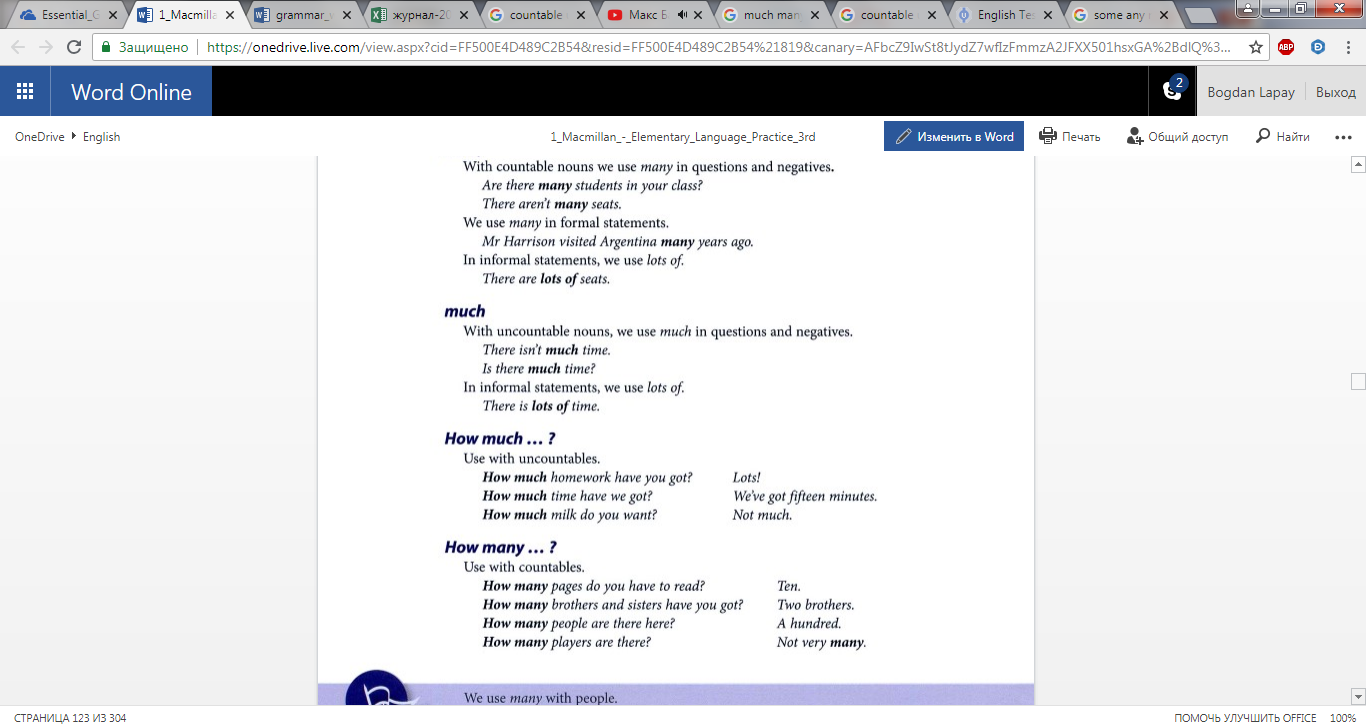 Essential_G
1_Macmilla
grammar_
журнал-20
countable
Макс Б
much man
countable
English Tes
some any
Защищено
https://onedrive.live.com/view.aspx?cid=FF500E4D489C2B54&resid=FF500E4D489C2B54%21819&canary=AFbcZ9IwSt8tJydZ7wfIzFmmzA2JFXX501hsxGA%2BdIQ%3...
ABP
Word Online
2
Bogdan Lapay
Выход
OneDrive
English
1_Macmillan_-_Elementary_Language_Practice_3rd
Изменить в Word
Печать
Общий доступ
Найти
With countable nouns we use many in questions and negatives.
Are there many students in your class?
There aren't many seats.
We use many in formal statements.
Mr Harrison visited Argentina many years ago.
In informal statements, we use lots of.
There are lots of seats.
much
With uncountable nouns, we use much in questions and negatives.
There isn't much time.
Is there much time?
In informal statements, we use lots of.
There is lots of time.
How much … ?
Use with uncountables.
How much homework have you got? Lots!
How much time have we got? We've got fifteen minutes.
How much milk do you want? Not much.
How many … ?
Use with countables.
How many pages do you have to read? Ten.
How many brothers and sisters have you got? Two brothers.
How many people are there here? A hundred.
How many players are there? Not very many.
We use many with people.
СТРАНИЦА 123 ИЗ 304
ПОМОЧЬ УЛУЧШИТЬ OFFICE
100%